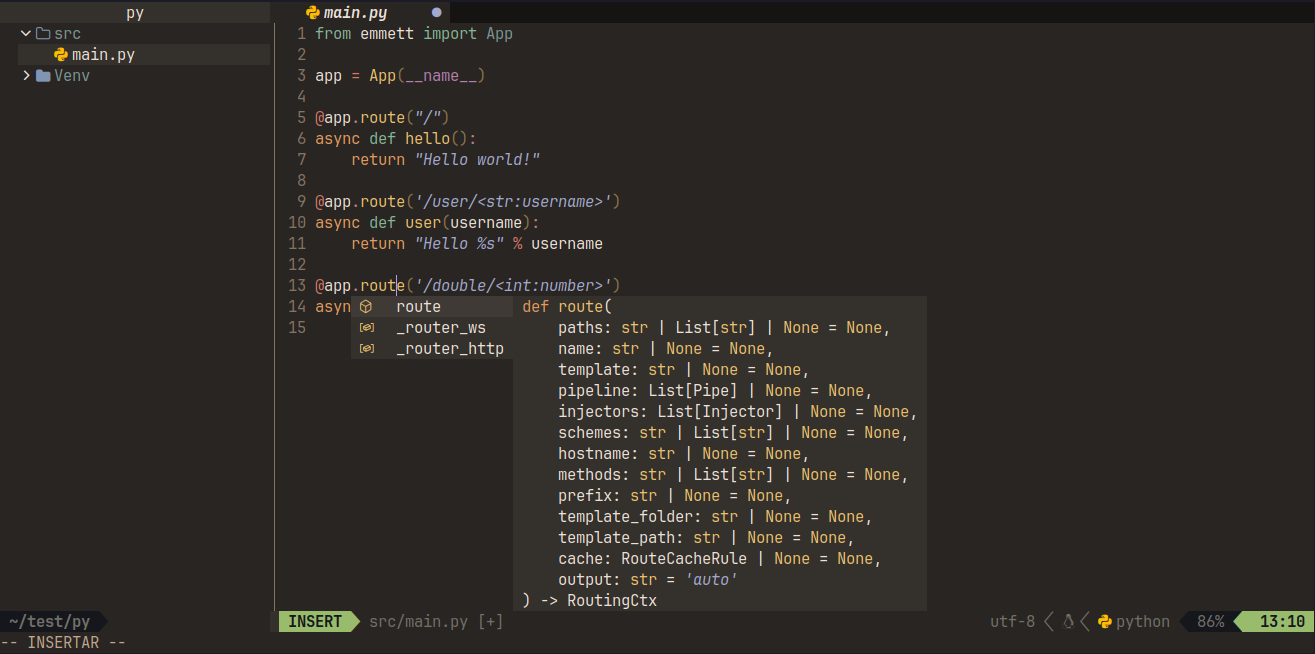 py
main.py
src
main.py
Venv
1 from emmett import App
2
3 app = App(__name__)
4
5 @app.route("/")
6 async def hello():
7     return "Hello world!"
8
9 @app.route('/user/<str:username>')
10 async def user(username):
11     return "Hello %s" % username
12
13 @app.route('/double/<int:number>')
14 asyn
15
route
_router_ws
_router_http
def route(
    paths: str | List[str] | None = None,
    name: str | None = None,
    template: str | None = None,
    pipeline: List[Pipe] | None = None,
    injectors: List[Injector] | None = None,
    schemes: str | List[str] | None = None,
    hostname: str | None = None,
    methods: str | List[str] | None = None,
    prefix: str | None = None,
    template_folder: str | None = None,
    template_path: str | None = None,
    cache: RouteCacheRule | None = None,
    output: str = 'auto'
) -> RoutingCtx
~/test/py INSERT src/main.py [+] utf-8 python 86% 13:10
-- INSERTAR --